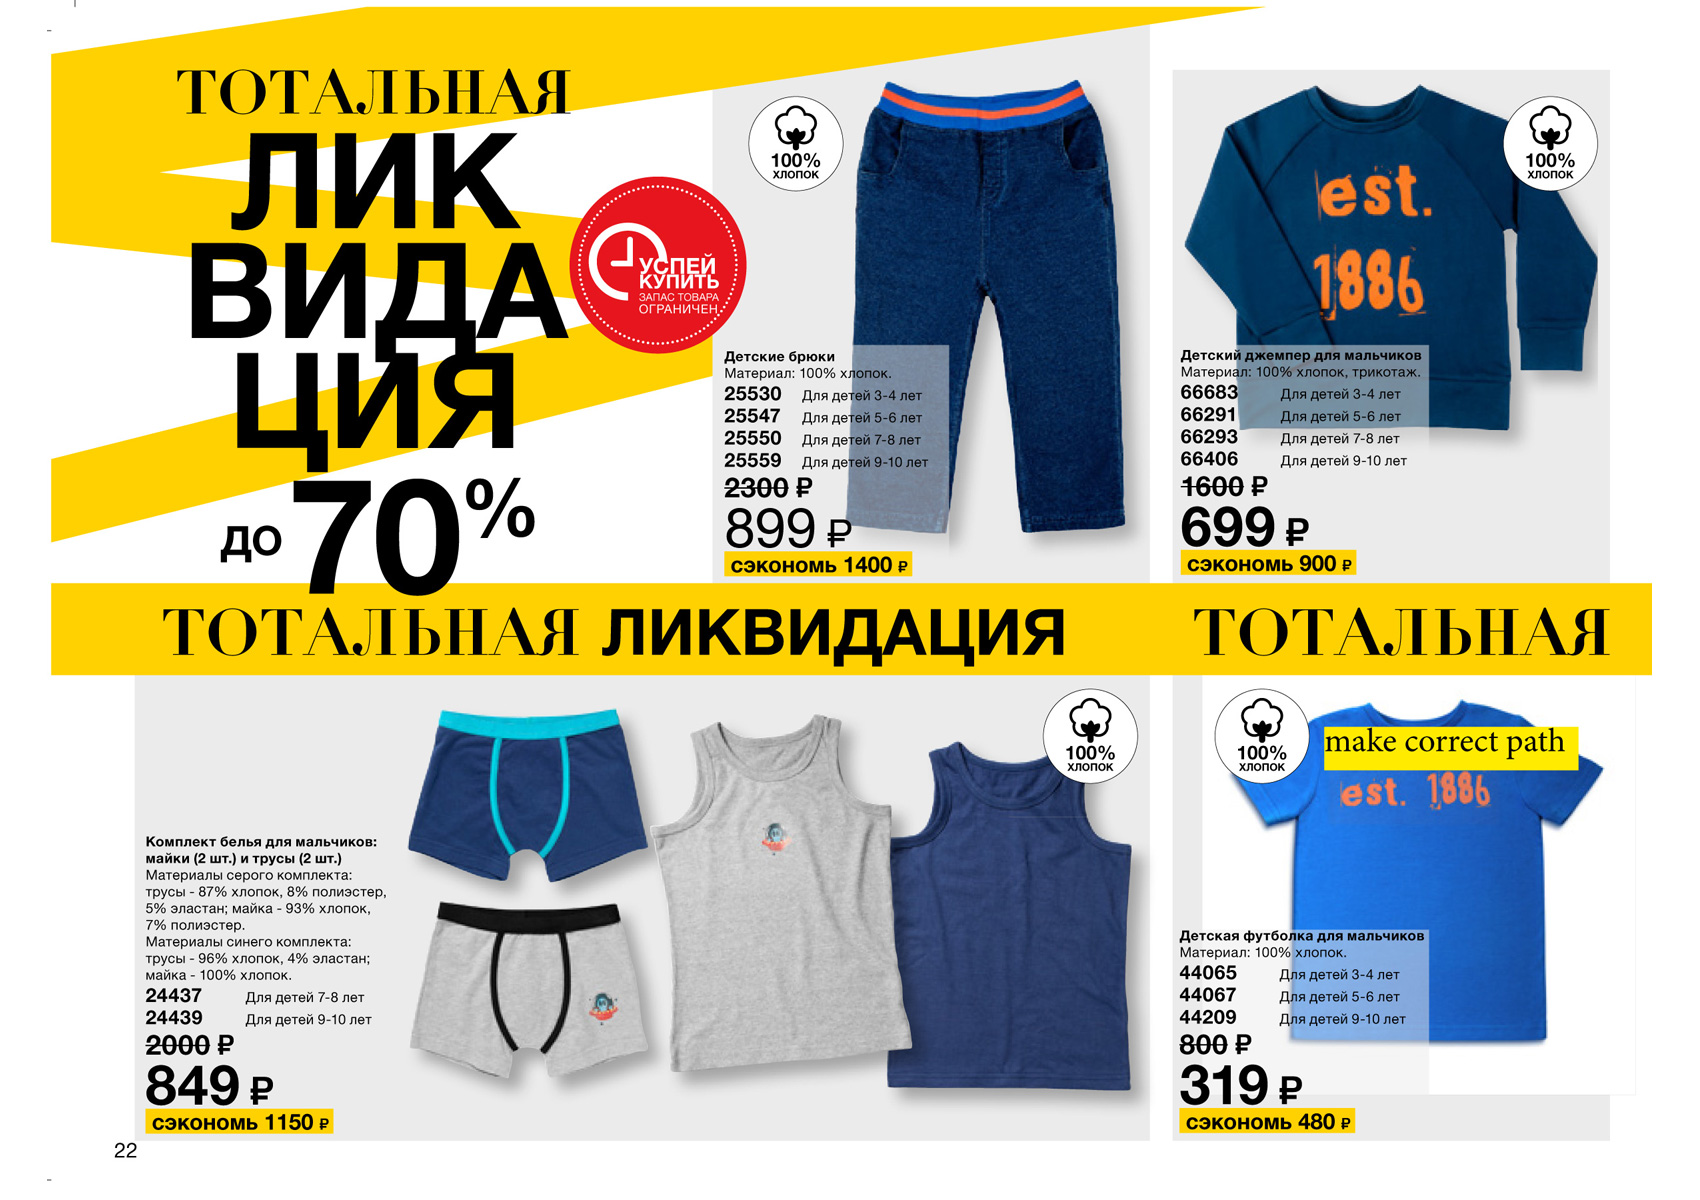 ТОТАЛЬНАЯ
ЛИК
ВИДА
ЦИЯ
ДО 70%
УСПЕЙ
КУПИТЬ
ЗАПАС ТОВАРА
ОГРАНИЧЕН.
100%
ХЛОПОК
Детские брюки
Материал: 100% хлопок.
25530 Для детей 3-4 лет
25547 Для детей 5-6 лет
25550 Для детей 7-8 лет
25559 Для детей 9-10 лет
2300 ₽
899 ₽
сэкономь 1400 ₽
100%
ХЛОПОК
est.
1886
Детский джемпер для мальчиков
Материал: 100% хлопок, трикотаж.
66683 Для детей 3-4 лет
66291 Для детей 5-6 лет
66293 Для детей 7-8 лет
66406 Для детей 9-10 лет
1600 ₽
699 ₽
сэкономь 900 ₽
ТОТАЛЬНАЯ ЛИКВИДАЦИЯ ТОТАЛЬНАЯ
100%
ХЛОПОК
Комплект белья для мальчиков:
майки (2 шт.) и трусы (2 шт.)
Материалы серого комплекта:
трусы - 87% хлопок, 8% полиэстер,
5% эластан; майка - 93% хлопок,
7% полиэстер.
Материалы синего комплекта:
трусы - 96% хлопок, 4% эластан;
майка - 100% хлопок.
24437 Для детей 7-8 лет
24439 Для детей 9-10 лет
2000 ₽
849 ₽
сэкономь 1150 ₽
100%
ХЛОПОК
make correct path
est. 1886
Детская футболка для мальчиков
Материал: 100% хлопок.
44065 Для детей 3-4 лет
44067 Для детей 5-6 лет
44209 Для детей 9-10 лет
800 ₽
319 ₽
сэкономь 480 ₽
22